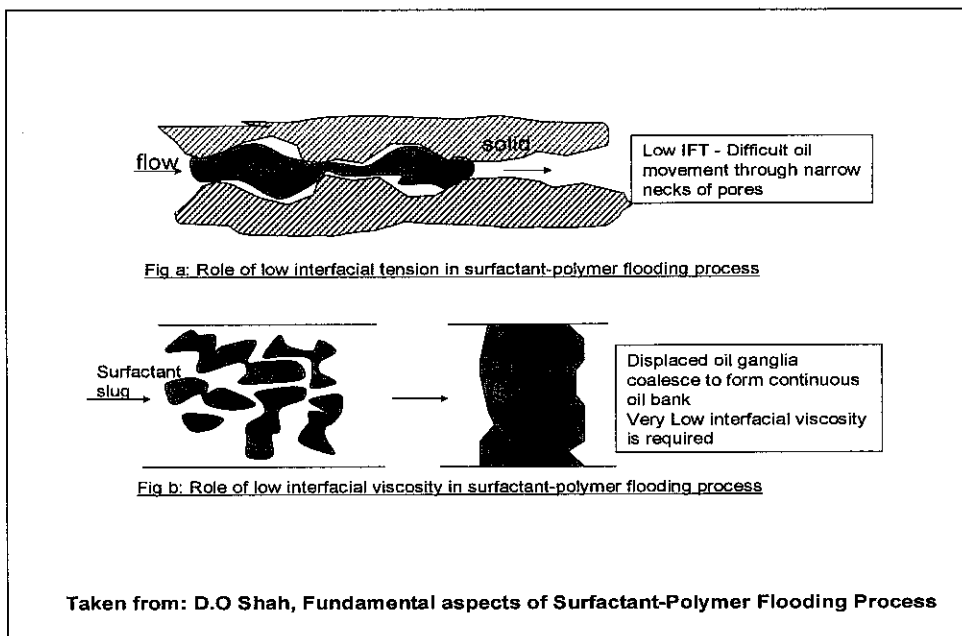 flow
solid
Low IFT - Difficult oil
movement through narrow
necks of pores
Fig a: Role of low interfacial tension in surfactant-polymer flooding process
Surfactant
slug
Displaced oil ganglia
coalesce to form continuous
oil bank
Very Low interfacial viscosity
is required
Fig b: Role of low interfacial viscosity in surfactant-polymer flooding process
Taken from: D.O Shah, Fundamental aspects of Surfactant-Polymer Flooding Process